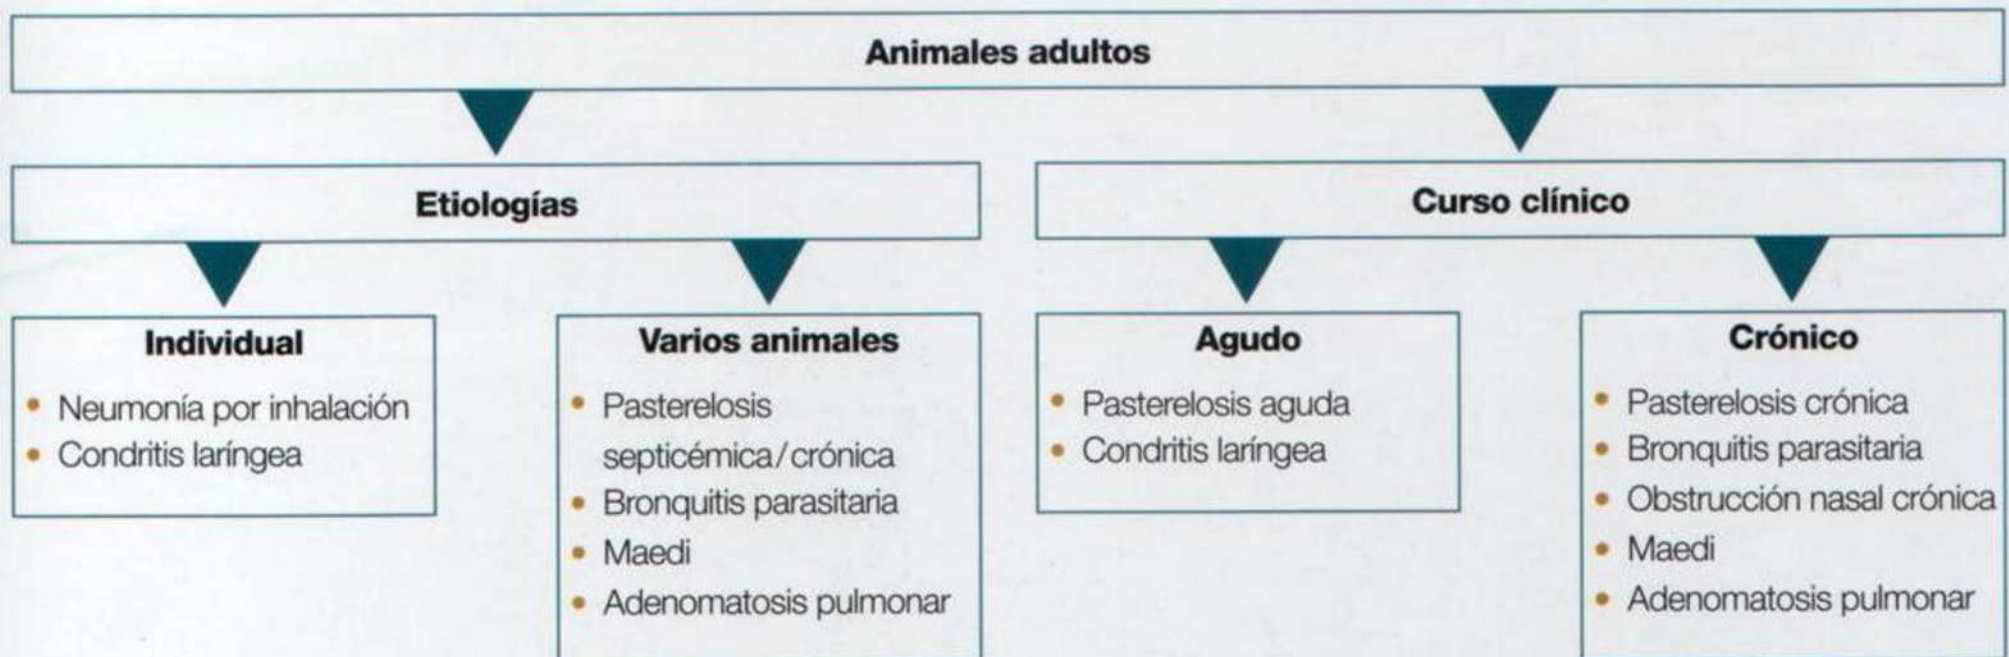 Animales adultos
Etiologías
Curso clínico
Individual
• Neumonía por inhalación
• Condritis laríngea
Varios animales
• Pasterelosis
septicémica/crónica
• Bronquitis parasitaria
• Maedi
• Adenomatosis pulmonar
Agudo
• Pasterelosis aguda
• Condritis laríngea
Crónico
• Pasterelosis crónica
• Bronquitis parasitaria
• Obstrucción nasal crónica
• Maedi
• Adenomatosis pulmonar